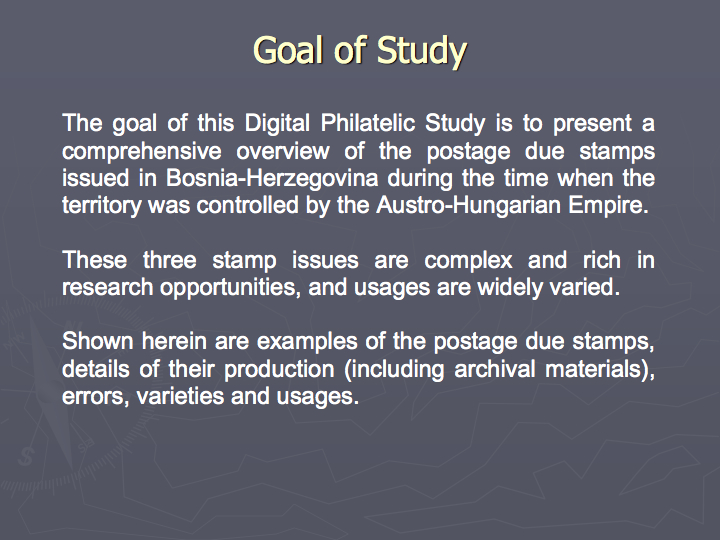 Goal of Study
The goal of this Digital Philatelic Study is to present a
comprehensive overview of the postage due stamps
issued in Bosnia-Herzegovina during the time when the
territory was controlled by the Austro-Hungarian Empire.
These three stamp issues are complex and rich in
research opportunities, and usages are widely varied.
Shown herein are examples of the postage due stamps,
details of their production (including archival materials),
errors, varieties and usages.
S